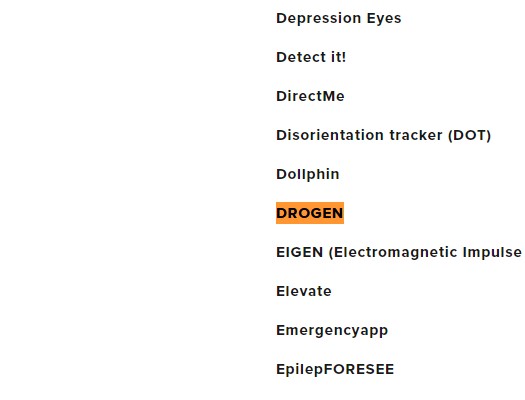 Depression Eyes
Detect it!
DirectMe
Disorientation tracker (DOT)
Dollphin
DROGEN
EIGEN (Electromagnetic Impulse
Elevate
Emergencyapp
EpilepFORESEE